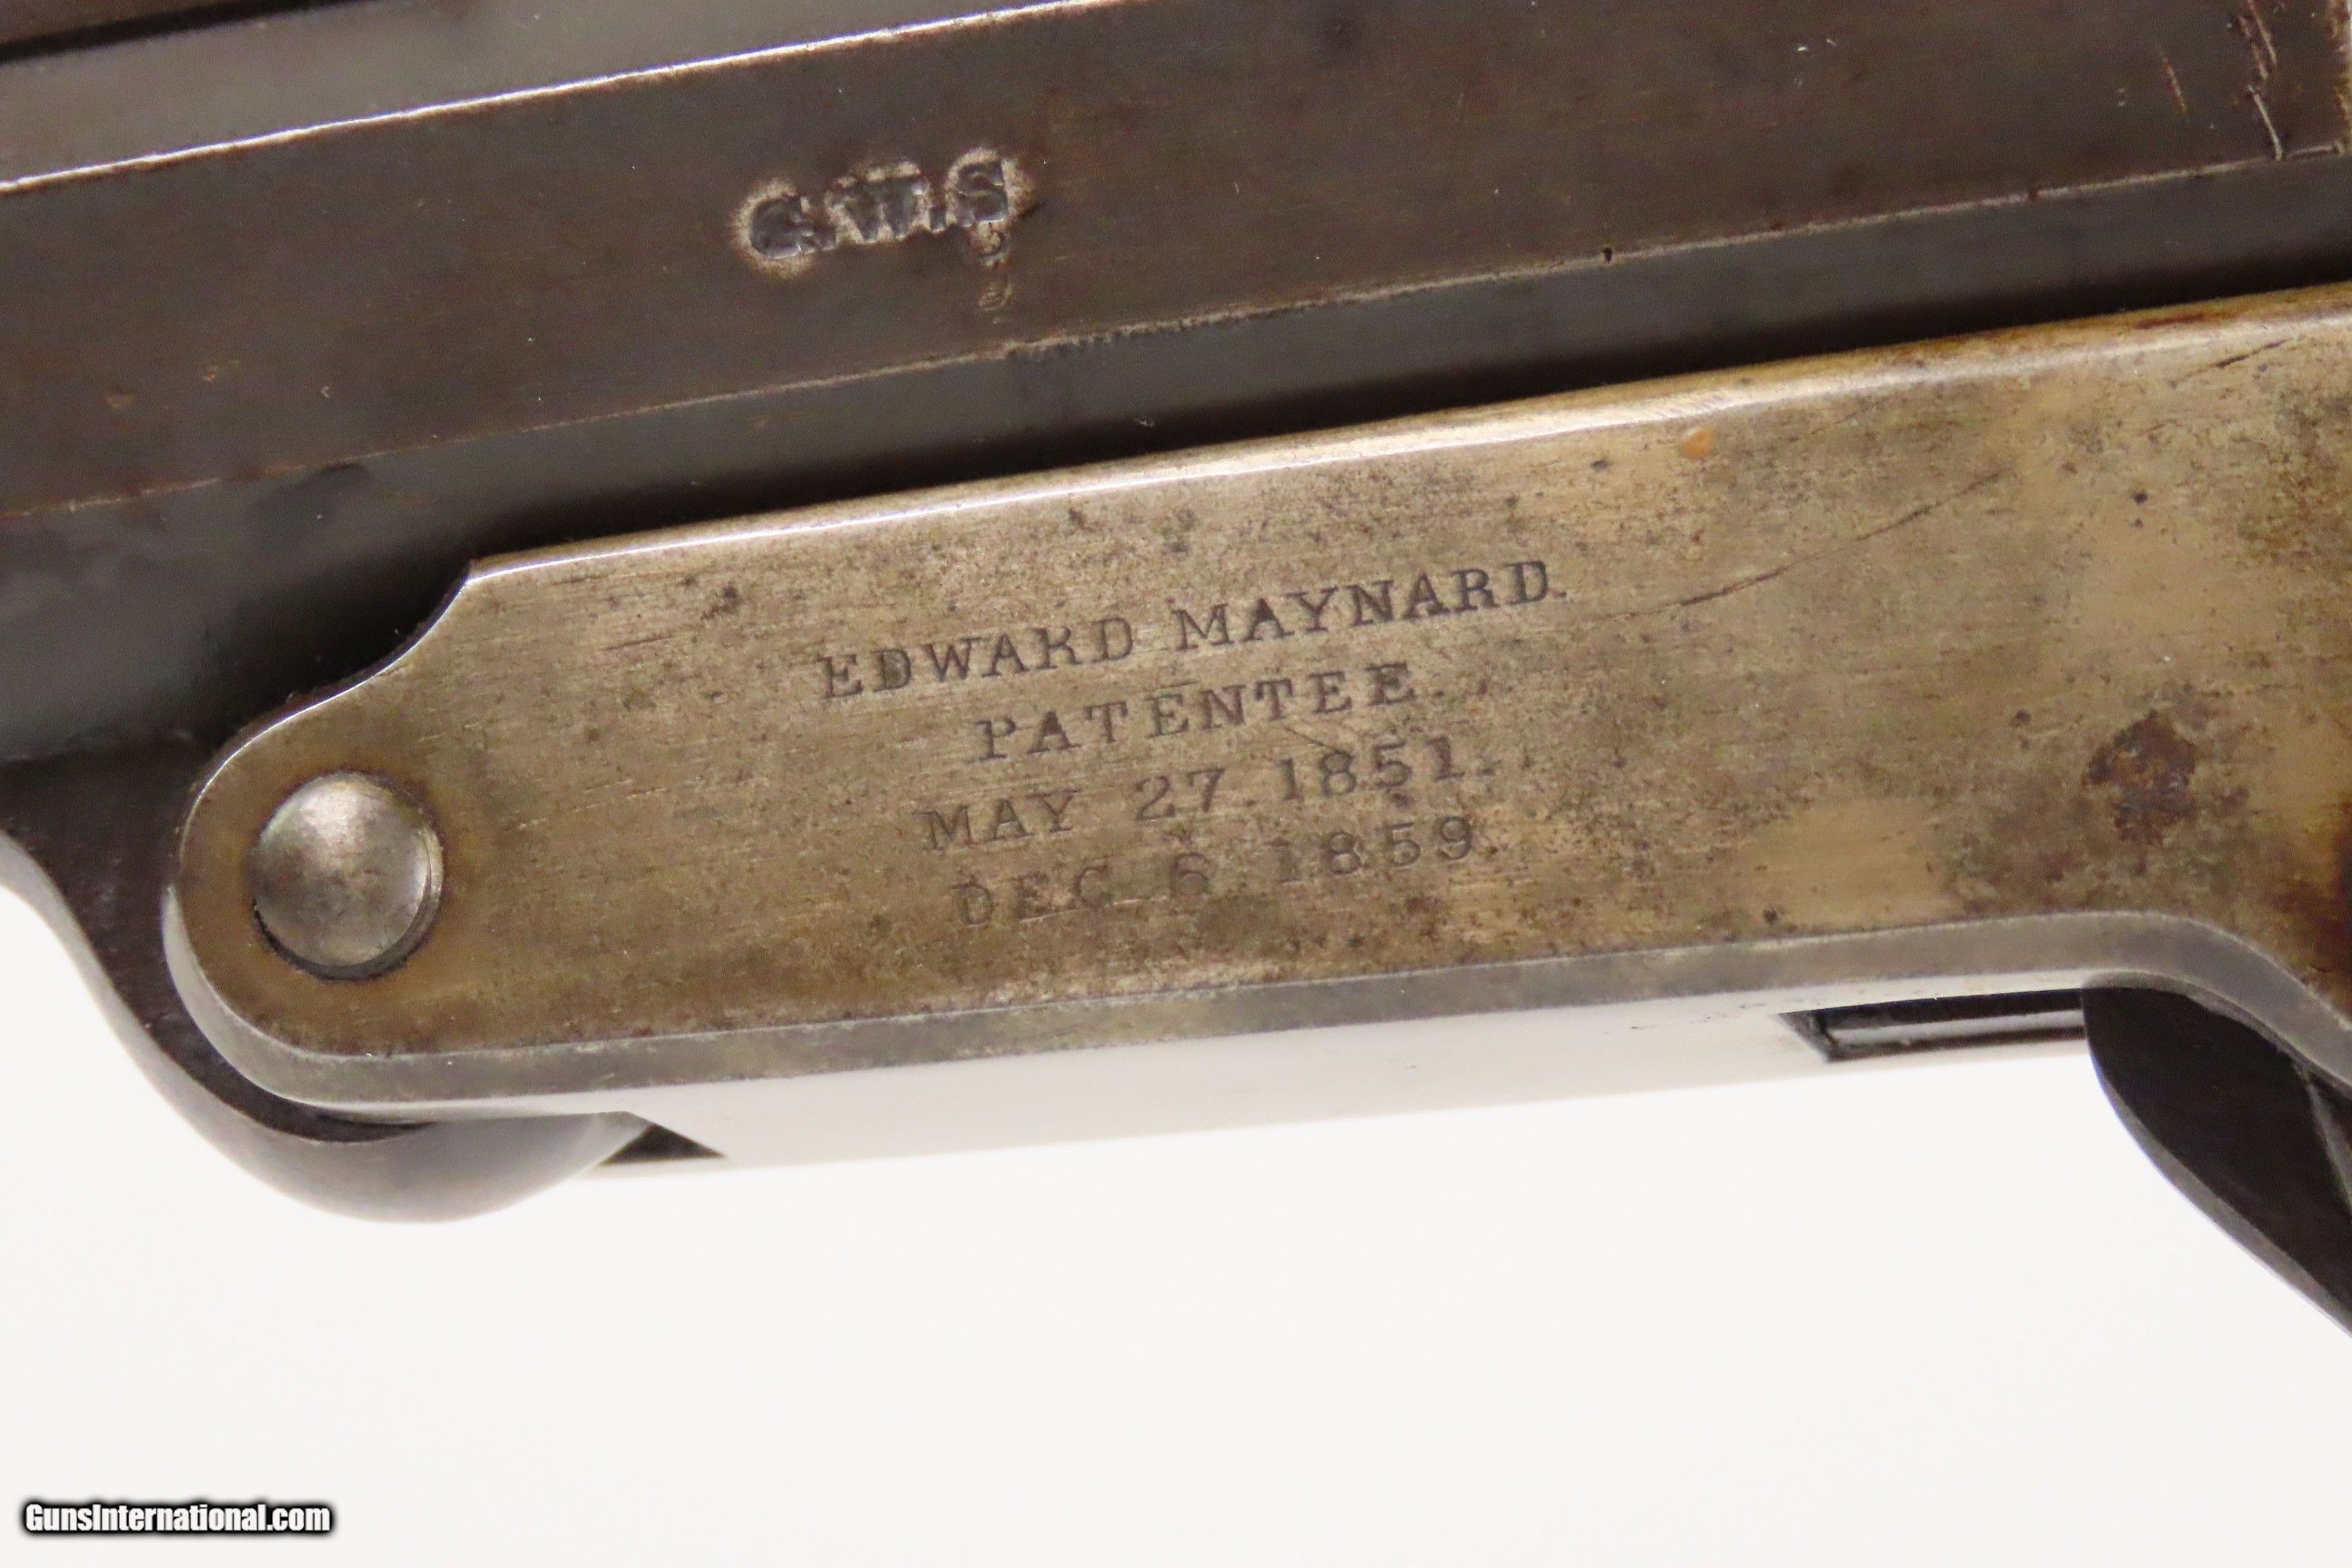 G.W.S
EDWARD MAYNARD.
PATENTEE.
MAY 27. 1851.
DEC. 6. 1859.
GunsInternational.com